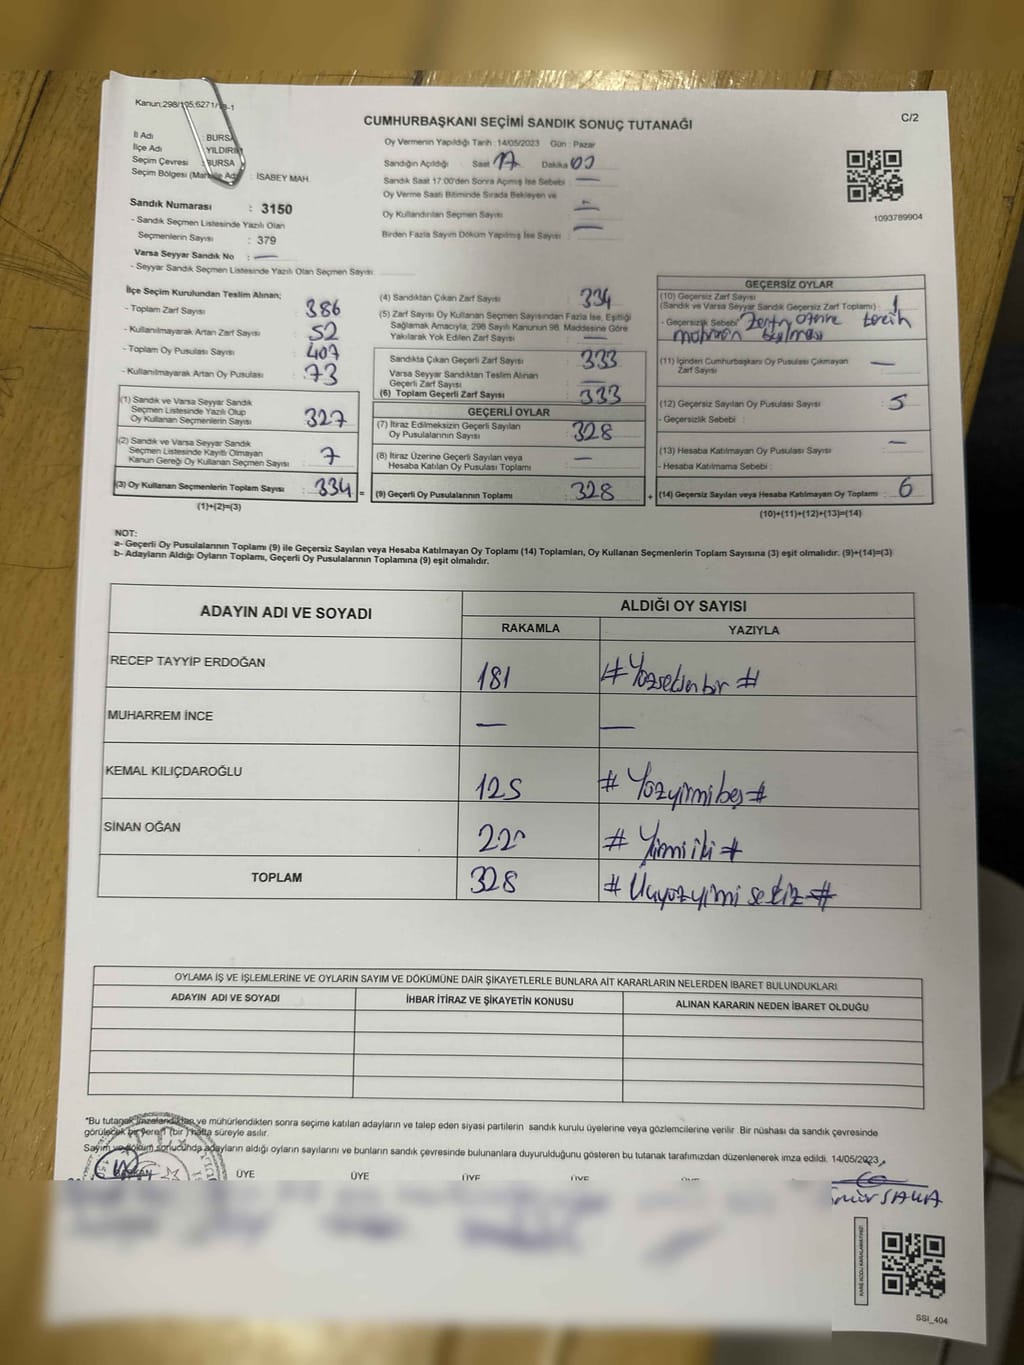 Kanun:298/105;6271/18-1
CUMHURBAŞKANI SEÇİMİ SANDIK SONUÇ TUTANAĞI
C/2
İl Adı : BURSA
İlçe Adı : YILDIRIM
Seçim Çevresi : BURSA
Seçim Bölgesi (Mahalle Adı) : İSABEY MAH.
Oy Vermenin Yapıldığı Tarih :14/05/2023 Gün : Pazar
Sandığın Açıldığı Saat 17 Dakika 00
Sandık Saat 17:00'den Sonra Açımış İse Sebebi : —
Oy Verme Saati Bitiminde Sırada Bekleyen ve
Oy Kullandırılan Seçmen Sayısı : —
Birden Fazla Sayım Döküm Yapılmış İse Sayısı : —
1093789904
Sandık Numarası : 3150
- Sandık Seçmen Listesinde Yazılı Olan
Seçmenlerin Sayısı : 379
Varsa Seyyar Sandık No : —
- Seyyar Sandık Seçmen Listesinde Yazılı Olan Seçmen Sayısı:
İlçe Seçim Kurulundan Teslim Alınan;
- Toplam Zarf Sayısı : 386
- Kullanılmayarak Artan Zarf Sayısı : 52
- Toplam Oy Pusulası Sayısı : 407
- Kullanılmayarak Artan Oy Pusulası : 73
(1) Sandık ve Varsa Seyyar Sandık
Seçmen Listesinde Yazılı Olup
Oy Kullanan Seçmenlerin Sayısı : 327
(2) Sandık ve Varsa Seyyar Sandık
Seçmen Listesinde Kayıtlı Olmayan
Kanun Gereği Oy Kullanan Seçmen Sayısı : 7
(3) Oy Kullanan Seçmenlerin Toplam Sayısı : 334 =
(1)+(2)=(3)
(4) Sandıktan Çıkan Zarf Sayısı : 334
(5) Zarf Sayısı Oy Kullanan Seçmen Sayısından Fazla İse, Eşitliği
Sağlamak Amacıyla, 298 Sayılı Kanunun 98. Maddesine Göre
Yakılarak Yok Edilen Zarf Sayısı : —
Sandıkta Çıkan Geçerli Zarf Sayısı : 333
Varsa Seyyar Sandıktan Teslim Alınan
Geçerli Zarf Sayısı : —
(6) Toplam Geçerli Zarf Sayısı : 333
GEÇERLİ OYLAR
(7) İtiraz Edilmeksizin Geçerli Sayılan
Oy Pusulalarının Sayısı : 328
(8) İtiraz Üzerine Geçerli Sayılan veya
Hesaba Katılan Oy Pusulası Toplamı : —
(9) Geçerli Oy Pusulalarının Toplamı : 328 +
GEÇERSİZ OYLAR
(10) Geçersiz Zarf Sayısı
(Sandık ve Varsa Seyyar Sandık Geçersiz Zarf Toplamı) : 1
- Geçersizlik Sebebi : tercih
(11) İçinden Cumhurbaşkanı Oy Pusulası Çıkmayan
Zarf Sayısı : —
(12) Geçersiz Sayılan Oy Pusulası Sayısı : 5
- Geçersizlik Sebebi :
(13) Hesaba Katılmayan Oy Pusulası Sayısı : —
- Hesaba Katılmama Sebebi :
(14) Geçersiz Sayılan veya Hesaba Katılmayan Oy Toplamı : 6
(10)+(11)+(12)+(13)=(14)
NOT:
a- Geçerli Oy Pusulalarının Toplamı (9) ile Geçersiz Sayılan veya Hesaba Katılmayan Oy Toplamı (14) Toplamları, Oy Kullanan Seçmenlerin Toplam Sayısına (3) eşit olmalıdır. (9)+(14)=(3)
b- Adayların Aldığı Oyların Toplamı, Geçerli Oy Pusulalarının Toplamına (9) eşit olmalıdır.
ADAYIN ADI VE SOYADI ALDIĞI OY SAYISI
RAKAMLA YAZIYLA
RECEP TAYYİP ERDOĞAN 181 # Yüzseksenbir #
MUHARREM İNCE — —
KEMAL KILIÇDAROĞLU 125 # Yüzyirmibeş #
SİNAN OĞAN 22 # Yirmiiki #
TOPLAM 328 # Üçyüzyirmisekiz #
OYLAMA İŞ VE İŞLEMLERİNE VE OYLARIN SAYIM VE DÖKÜMÜNE DAİR ŞİKAYETLERLE BUNLARA AİT KARARLARIN NELERDEN İBARET BULUNDUKLARI
ADAYIN ADI VE SOYADI İHBAR İTİRAZ VE ŞİKAYETİN KONUSU ALINAN KARARIN NEDEN İBARET OLDUĞU
*Bu tutanak imzalandıktan ve mühürlendikten sonra seçime katılan adayların ve talep eden siyasi partilerin sandık kurulu üyelerine veya gözlemcilerine verilir. Bir nüshası da sandık çevresinde
görülecek bir yere 1 (bir) hafta süreyle asılır.
Sayım ve döküm sonucunda adayların aldığı oyların sayılarını ve bunların sandık çevresinde bulunanlara duyurulduğunu gösteren bu tutanak tarafımızdan düzenlenerek imza edildi. 14/05/2023
BAŞKAN ÜYE ÜYE ÜYE ÜYE
KARE KODU KARALAMAYINIZ!
SSI_404